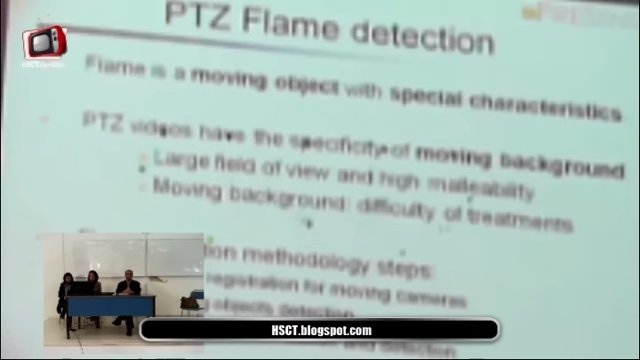 PTZ Flame detection
Flame is a moving object with special characteristics
PTZ videos have the specificity of moving background
Large field of view and high malleability
Moving background: difficulty of treatments
methodology steps:
registration for moving cameras
objects detection
and detection
HSCT.blogspot.com